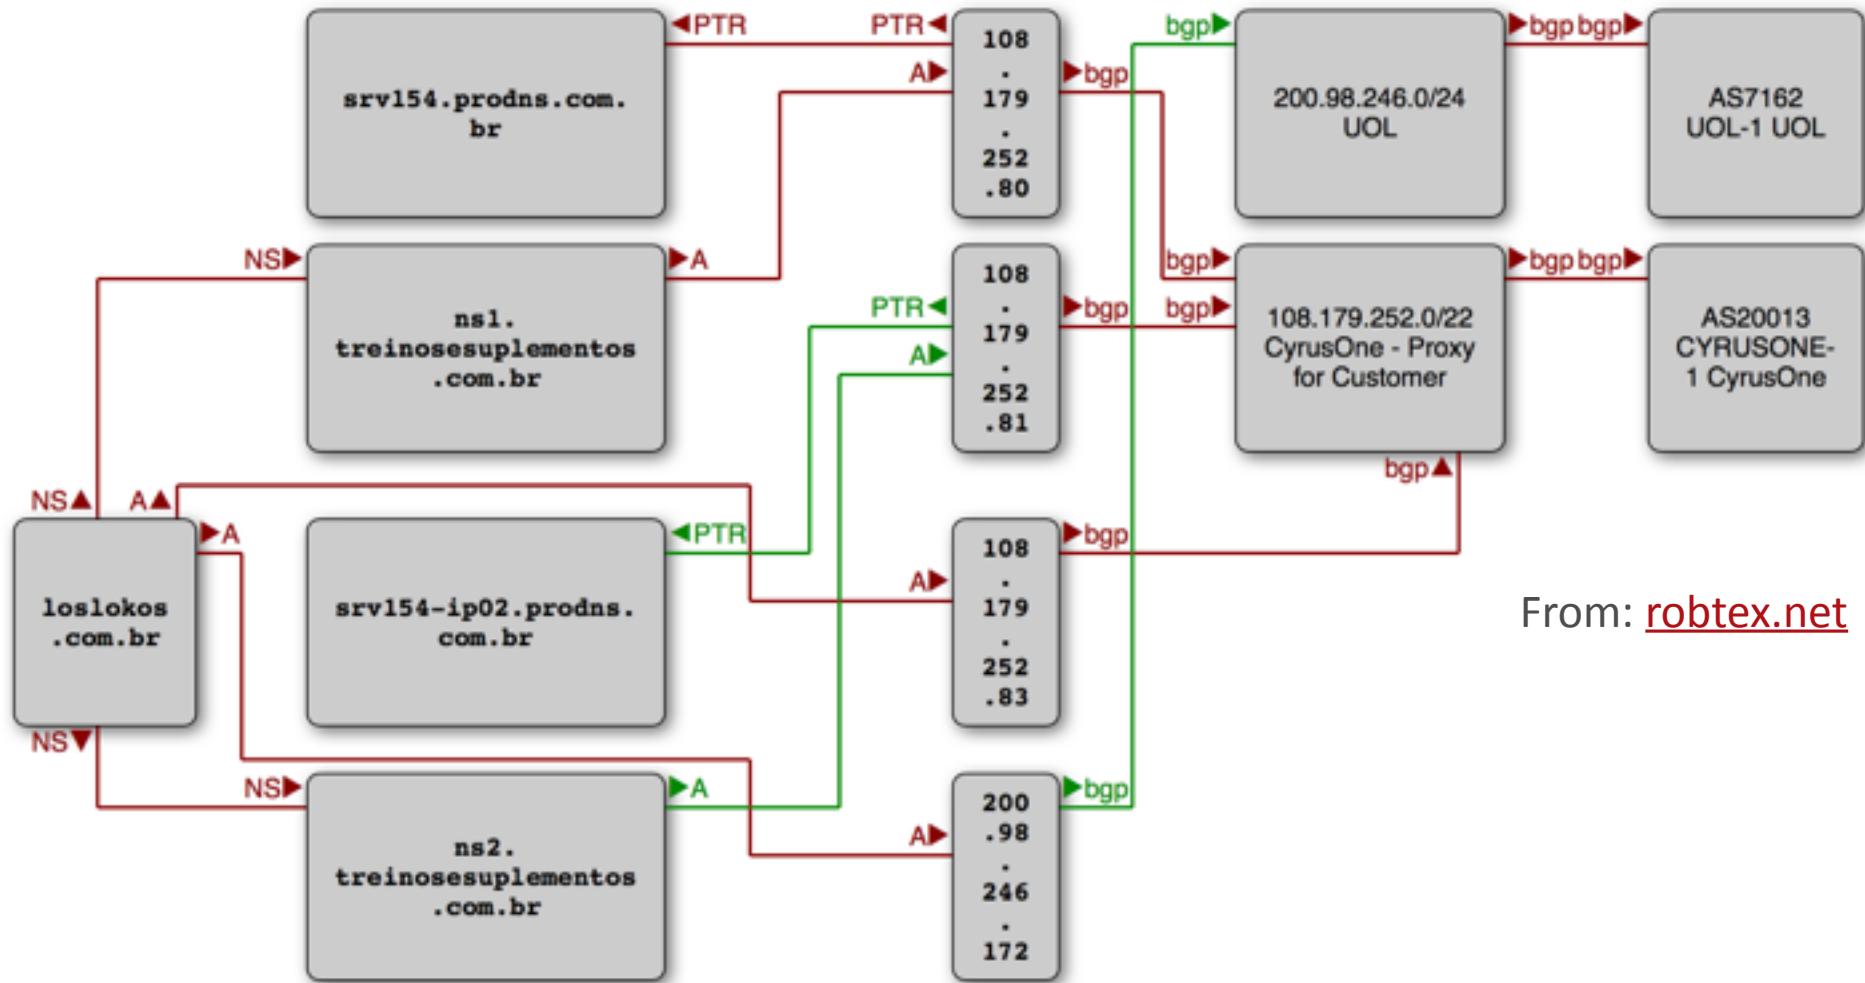 PTR
PTR
bgp
bgp bgp
srv154.prodns.com.
br
A
108
.
179
.
252
.80
bgp
200.98.246.0/24
UOL
AS7162
UOL-1 UOL
NS
A
ns1.
treinosesuplementos
.com.br
PTR
A
108
.
179
.
252
.81
bgp
bgp
bgp
108.179.252.0/22
CyrusOne - Proxy
for Customer
bgp bgp
AS20013
CYRUSONE-
1 CyrusOne
bgp
NS
A
A
loslokos
.com.br
NS
PTR
srv154-ip02.prodns.
com.br
A
108
.
179
.
252
.83
bgp
From: robtex.net
NS
A
ns2.
treinosesuplementos
.com.br
A
200
.98
.
246
.
172
bgp